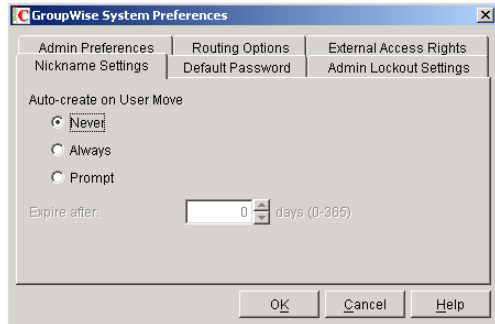 GroupWise System Preferences
Admin Preferences Routing Options External Access Rights
Nickname Settings Default Password Admin Lockout Settings
Auto-create on User Move
Never
Always
Prompt
Expire after: 0 days (0-365)
OK Cancel Help